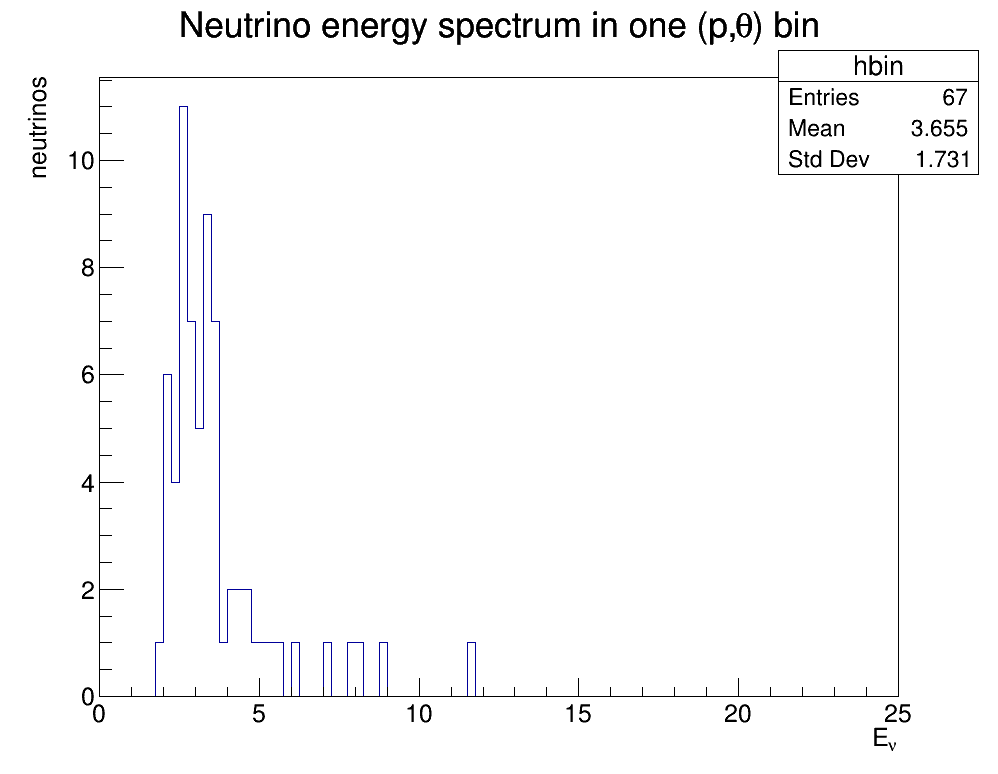 Neutrino energy spectrum in one (p,θ) bin
hbin
Entries 67
Mean 3.655
Std Dev 1.731
neutrinos
10
8
6
4
2
0
0 5 10 15 20 25
Eν